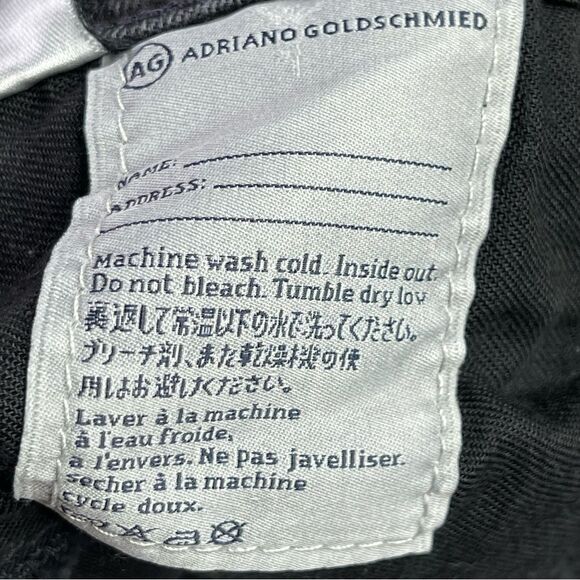 AG ADRIANO GOLDSCHMIED
NAME:
ADDRESS:
Machine wash cold. Inside out.
Do not bleach. Tumble dry low
裏返して常温以下の水で洗ってください。
ブリーチ剤、また乾燥機の使
用しはお避けください。
Laver à la machine
à l'eau froide,
a l'envers. Ne pas javelliser.
secher à la machine
cycle doux.